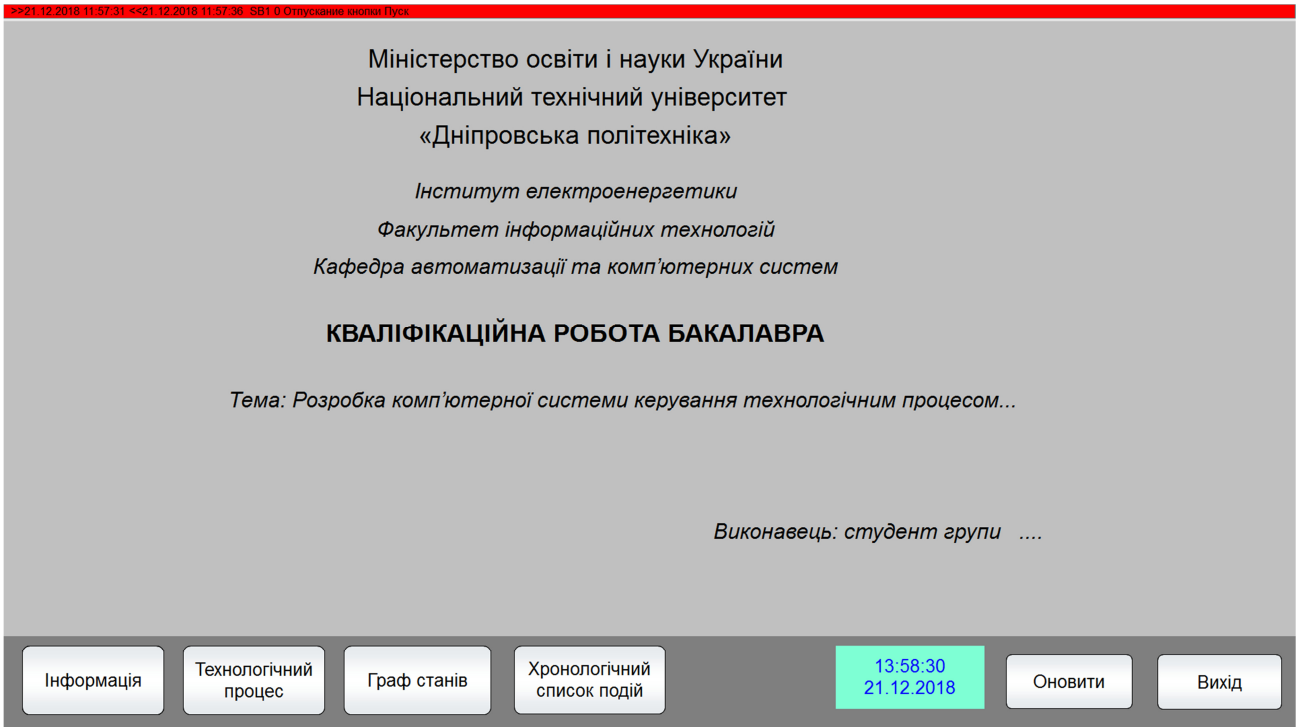 >>21.12.2018 11:57:31 <<21.12.2018 11:57:36 SB1 0 Отпускание кнопки Пуск
Міністерство освіти і науки України
Національний технічний університет
«Дніпровська політехніка»
Інститут електроенергетики
Факультет інформаційних технологій
Кафедра автоматизації та комп’ютерних систем
КВАЛІФІКАЦІЙНА РОБОТА БАКАЛАВРА
Тема: Розробка комп’ютерної системи керування технологічним процесом...
Виконавець: студент групи ....
Інформація
Технологічний
процес
Граф станів
Хронологічний
список подій
13:58:30
21.12.2018
Оновити
Вихід